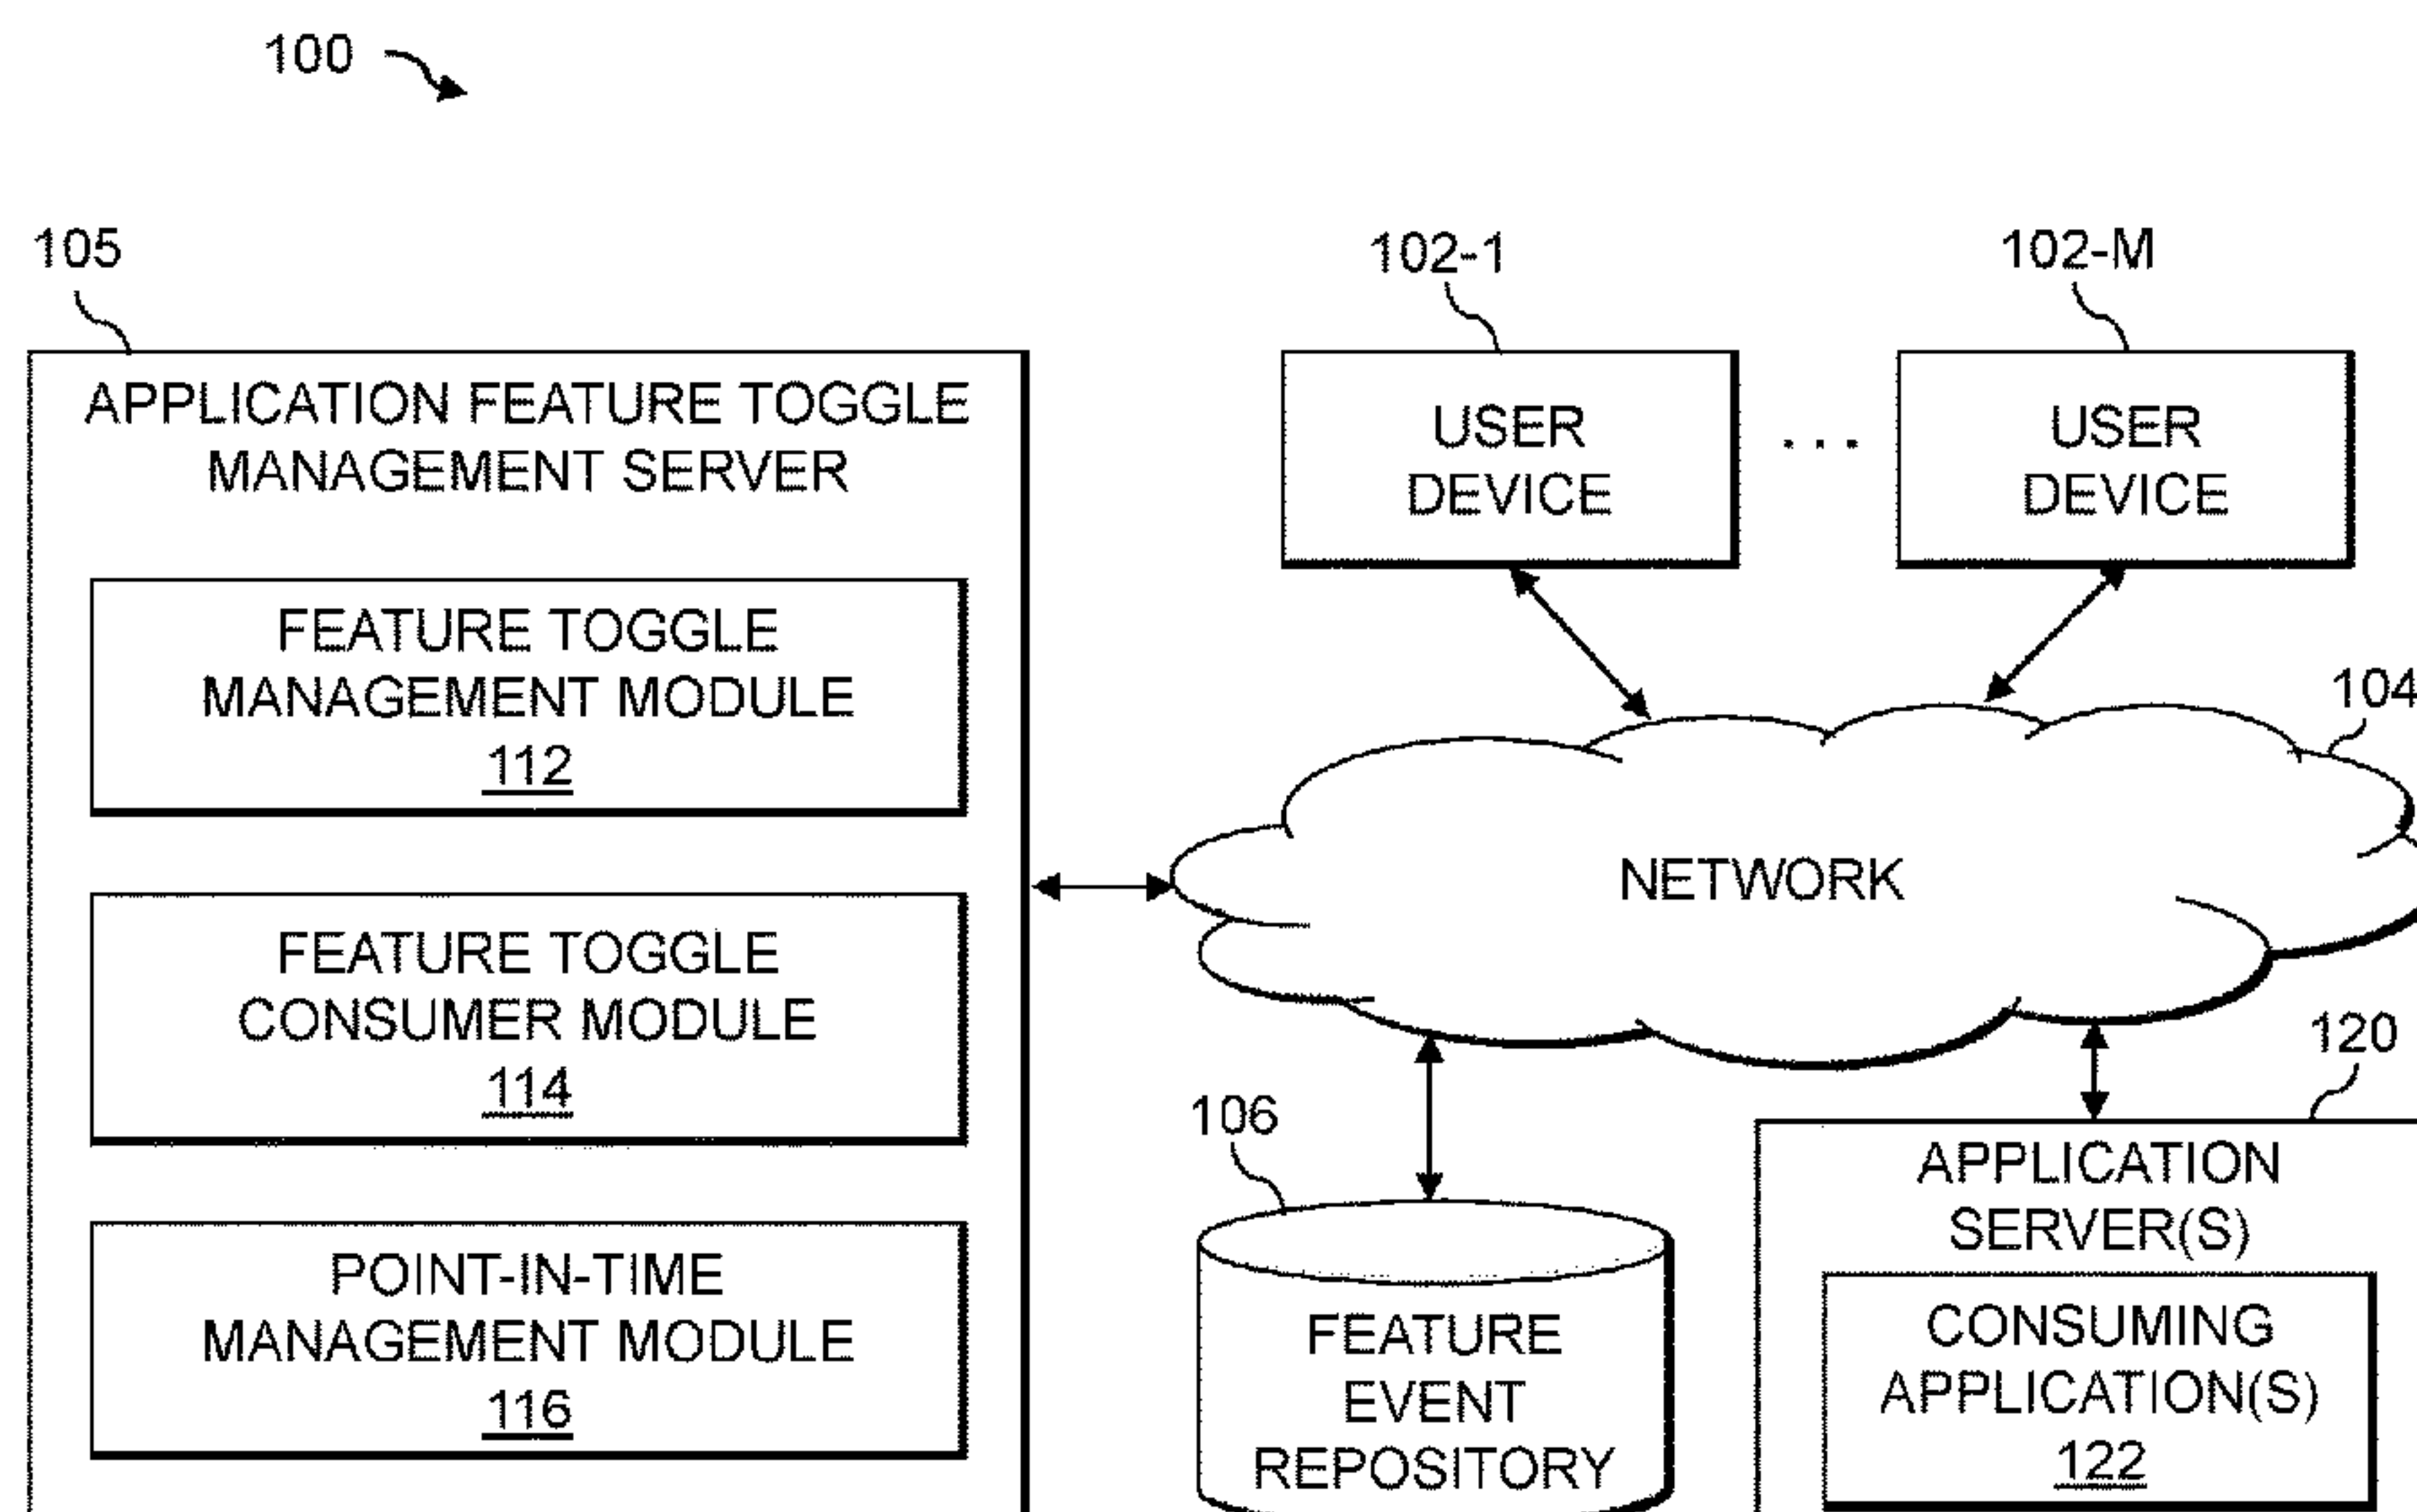 100
105
APPLICATION FEATURE TOGGLE
MANAGEMENT SERVER
FEATURE TOGGLE
MANAGEMENT MODULE
112
FEATURE TOGGLE
CONSUMER MODULE
114
POINT-IN-TIME
MANAGEMENT MODULE
116
102-1
USER
DEVICE
. . .
102-M
USER
DEVICE
104
NETWORK
106
FEATURE
EVENT
REPOSITORY
120
APPLICATION
SERVER(S)
CONSUMING
APPLICATION(S)
122